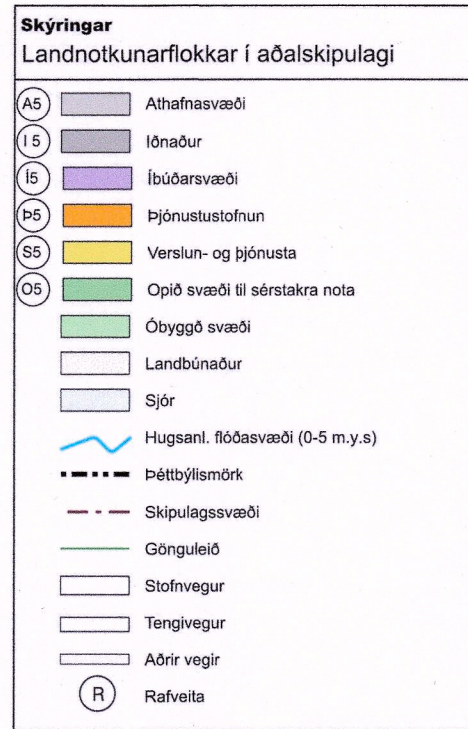 Skýringar
Landnotkunarflokkar í aðalskipulagi
A5 Athafnasvæði
I 5 Iðnaður
Í5 Íbúðarsvæði
Þ5 Þjónustustofnun
S5 Verslun- og þjónusta
O5 Opið svæði til sérstakra nota
Óbyggð svæði
Landbúnaður
Sjór
Hugsanl. flóðasvæði (0-5 m.y.s)
Þéttbýlismörk
Skipulagssvæði
Gönguleið
Stofnvegur
Tengivegur
Aðrir vegir
R Rafveita